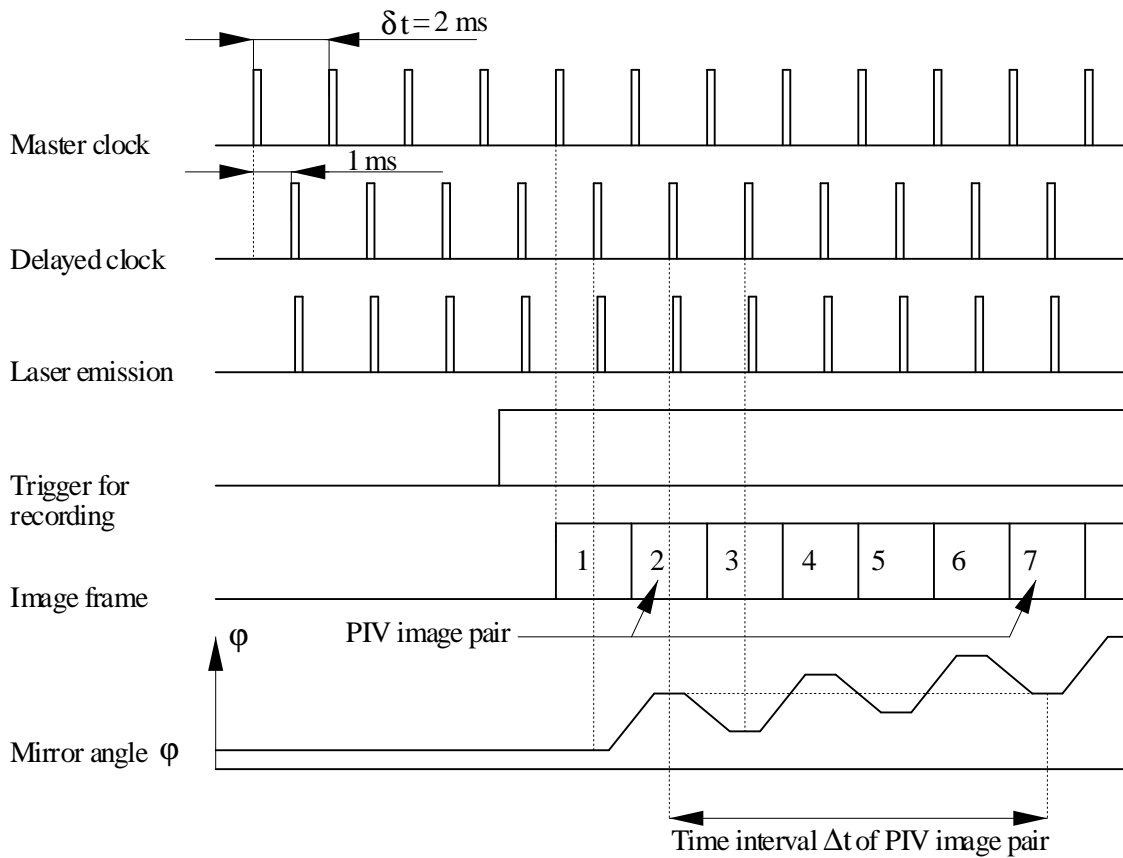 δt = 2 ms
Master clock
1 ms
Delayed clock
Laser emission
Trigger for
recording
1 2 3 4 5 6 7
Image frame
PIV image pair
φ
Mirror angle φ
Time interval Δt of PIV image pair